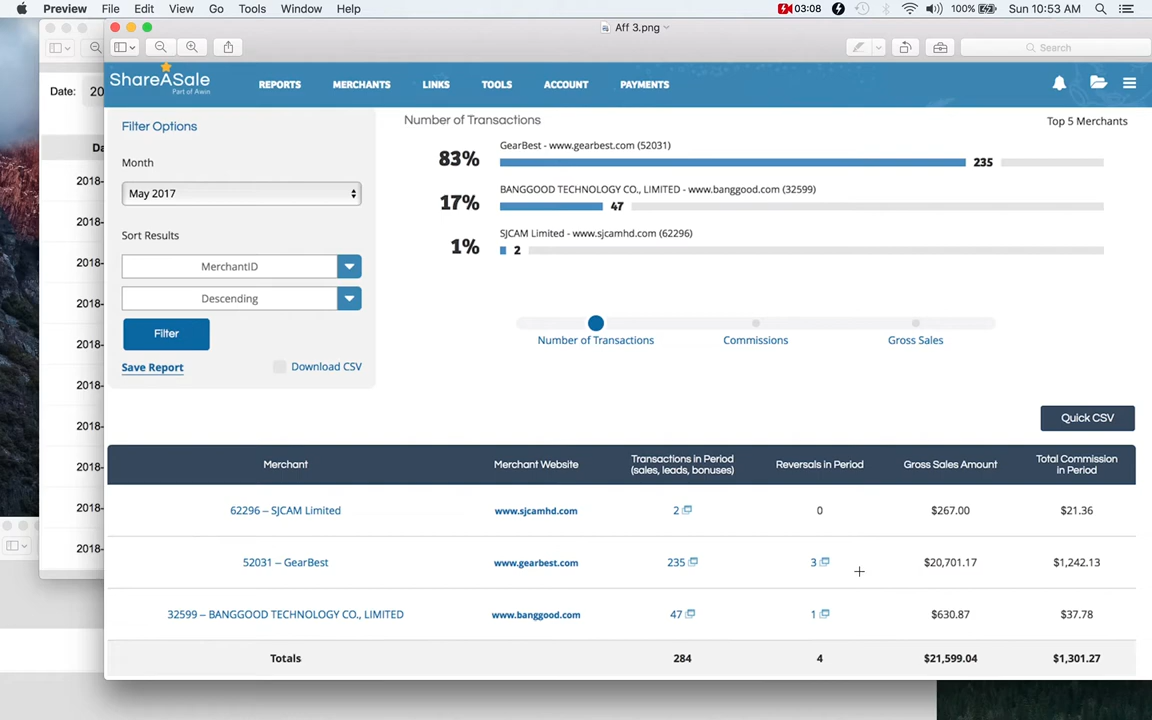 Preview File Edit View Go Tools Window Help 03:08 100% Sun 10:53 AM
Aff 3.png
Search
ShareASale
Part of Awin
REPORTS MERCHANTS LINKS TOOLS ACCOUNT PAYMENTS
Date: 20
Filter Options
Month
May 2017
Sort Results
MerchantID
Descending
Filter
Save Report Download CSV
Number of Transactions
Top 5 Merchants
GearBest - www.gearbest.com (52031)
83% 235
BANGGOOD TECHNOLOGY CO., LIMITED - www.banggood.com (32599)
17% 47
SJCAM Limited - www.sjcamhd.com (62296)
1% 2
Number of Transactions Commissions Gross Sales
Quick CSV
Da
2018-
2018-
2018-
2018-
2018-
2018-
2018-
2018-
2018-
2018-
Merchant Merchant Website Transactions in Period (sales, leads, bonuses) Reversals in Period Gross Sales Amount Total Commission in Period
62296 – SJCAM Limited www.sjcamhd.com 2 0 $267.00 $21.36
52031 – GearBest www.gearbest.com 235 3 $20,701.17 $1,242.13
32599 – BANGGOOD TECHNOLOGY CO., LIMITED www.banggood.com 47 1 $630.87 $37.78
Totals 284 4 $21,599.04 $1,301.27